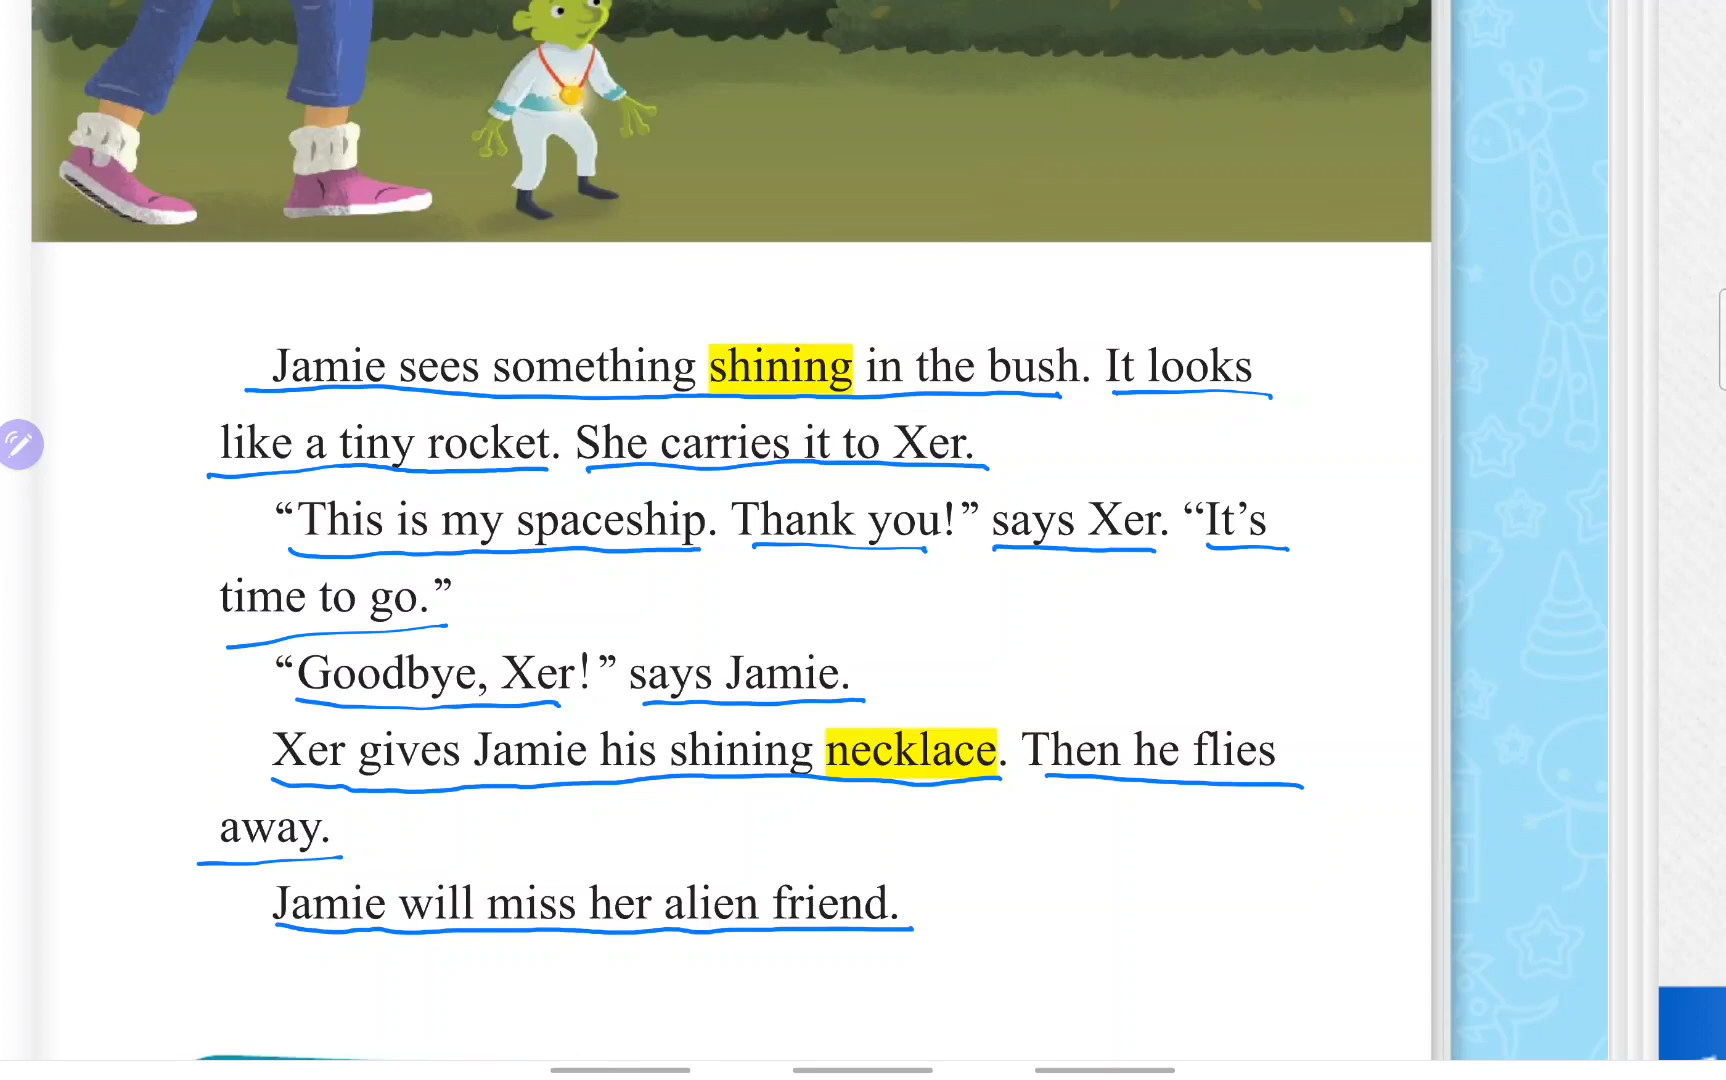 Jamie sees something shining in the bush. It looks
like a tiny rocket. She carries it to Xer.
“This is my spaceship. Thank you!” says Xer. “It’s
time to go.”
“Goodbye, Xer!” says Jamie.
Xer gives Jamie his shining necklace. Then he flies
away.
Jamie will miss her alien friend.